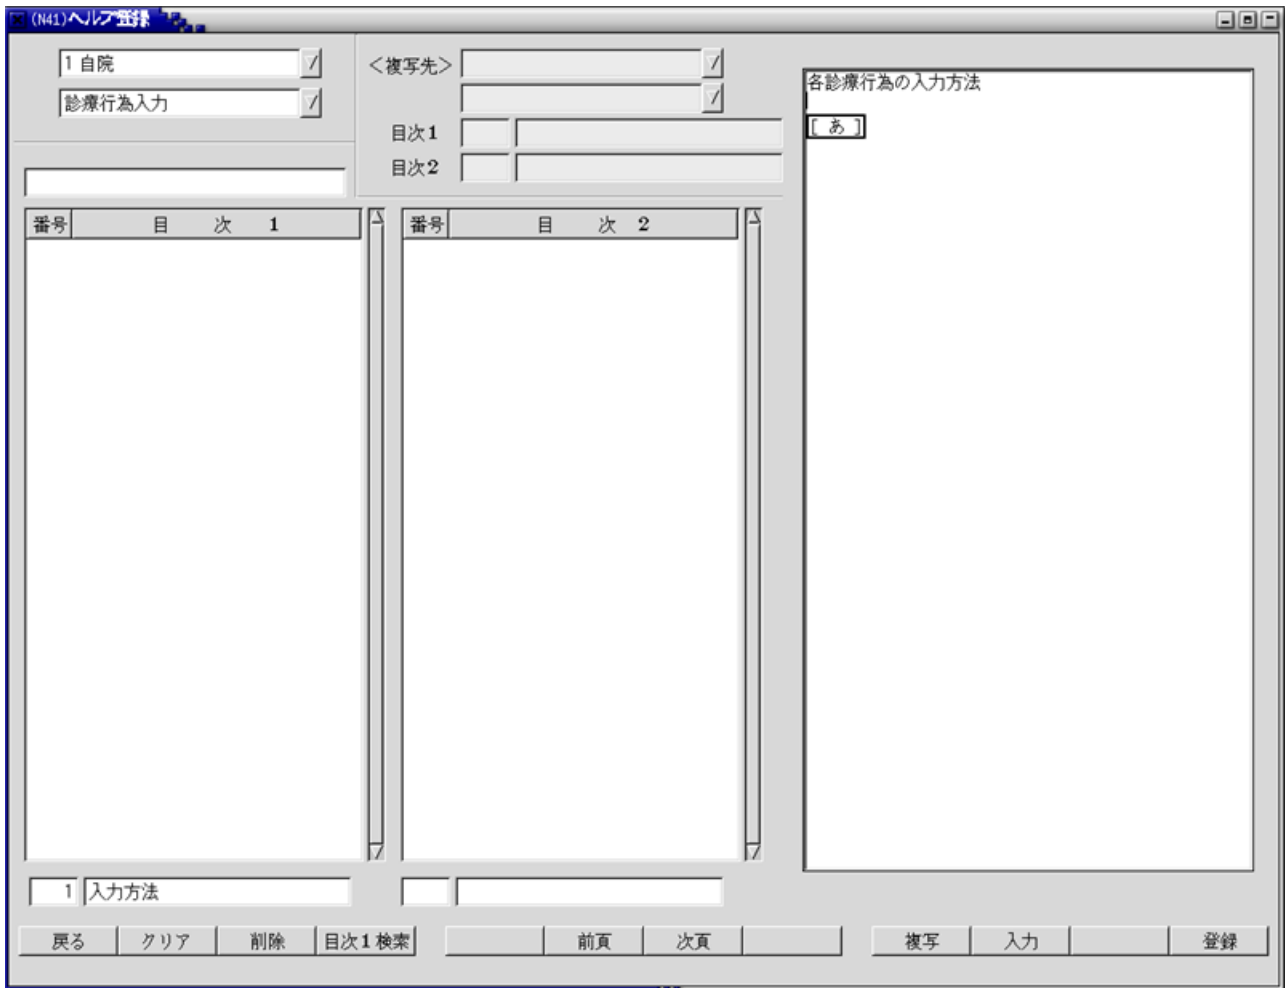 (N41)ヘルプ登録
1 自院
診療行為入力
<複写先>
目次1
目次2
各診療行為の入力方法
[ あ ]
番号 目 次 1
番号 目 次 2
1 入力方法
戻る クリア 削除 目次1検索 前頁 次頁 複写 入力 登録